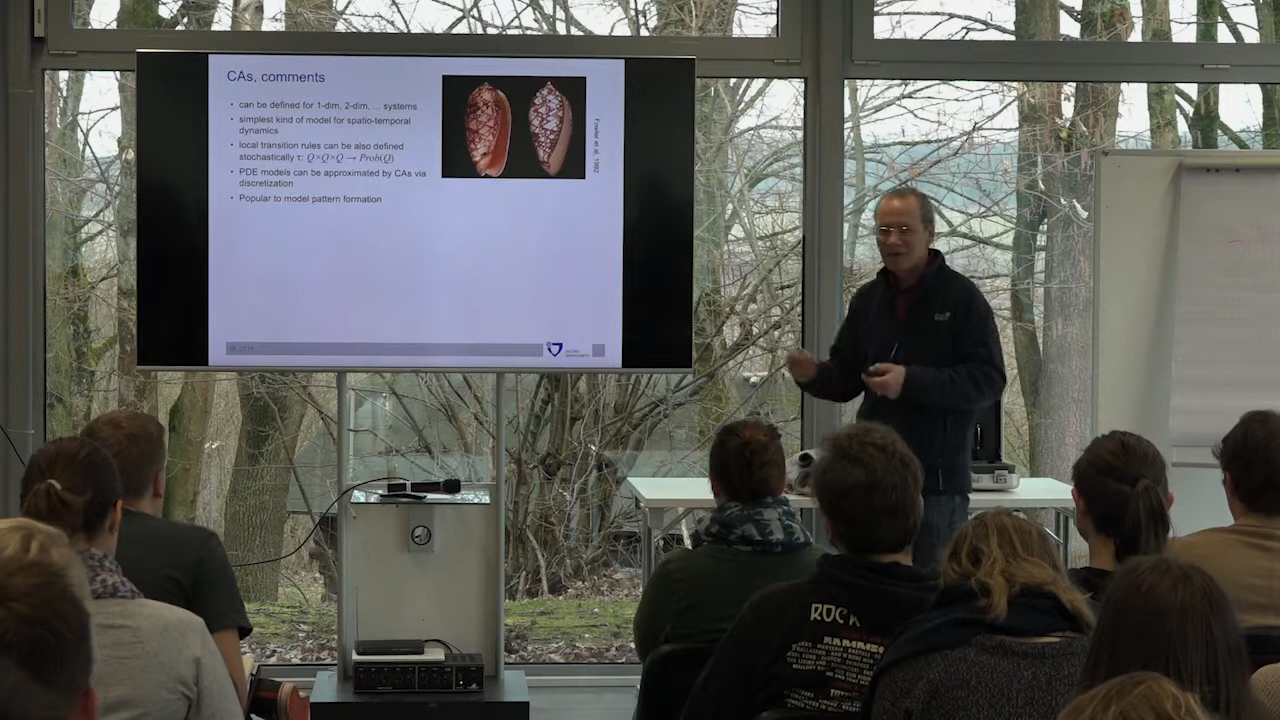 CAs, comments
• can be defined for 1-dim, 2-dim, ... systems
• simplest kind of model for spatio-temporal
dynamics
• local transition rules can be also defined
stochastically τ: Q×Q×Q → Prob(Q)
• PDE models can be approximated by CAs via
discretization
• Popular to model pattern formation
Fowler et al, 1992
ROCK
RAMMS